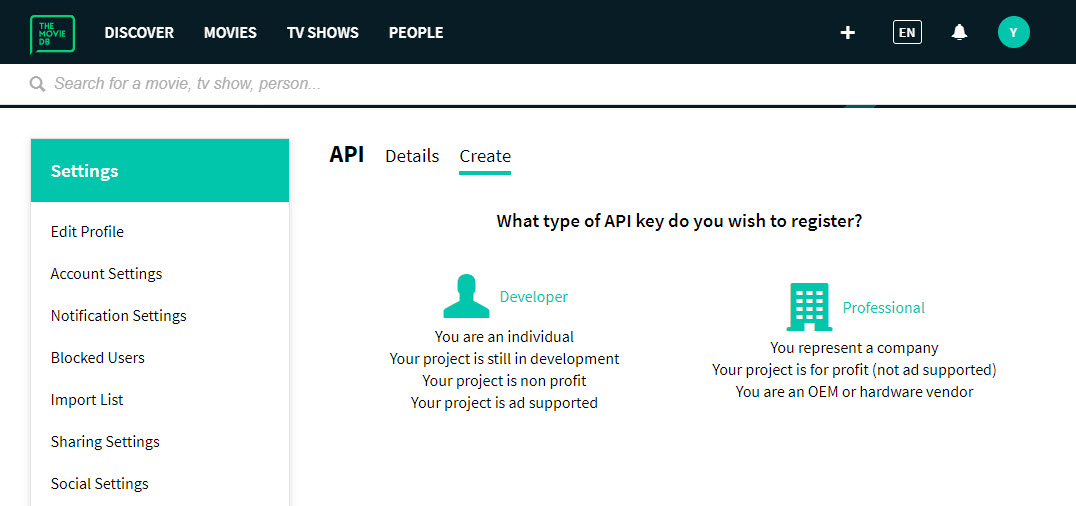 THE
MOVIE
DB
DISCOVER MOVIES TV SHOWS PEOPLE
EN
Y
Search for a movie, tv show, person...
Settings
Edit Profile
Account Settings
Notification Settings
Blocked Users
Import List
Sharing Settings
Social Settings
API Details Create
What type of API key do you wish to register?
Developer
You are an individual
Your project is still in development
Your project is non profit
Your project is ad supported
Professional
You represent a company
Your project is for profit (not ad supported)
You are an OEM or hardware vendor